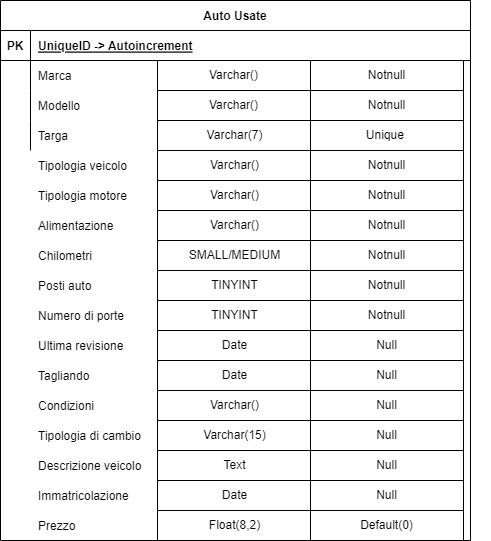 Auto Usate
PK UniqueID -> Autoincrement
Marca Varchar() Notnull
Modello Varchar() Notnull
Targa Varchar(7) Unique
Tipologia veicolo Varchar() Notnull
Tipologia motore Varchar() Notnull
Alimentazione Varchar() Notnull
Chilometri SMALL/MEDIUM Notnull
Posti auto TINYINT Notnull
Numero di porte TINYINT Notnull
Ultima revisione Date Null
Tagliando Date Null
Condizioni Varchar() Null
Tipologia di cambio Varchar(15) Null
Descrizione veicolo Text Null
Immatricolazione Date Null
Prezzo Float(8,2) Default(0)